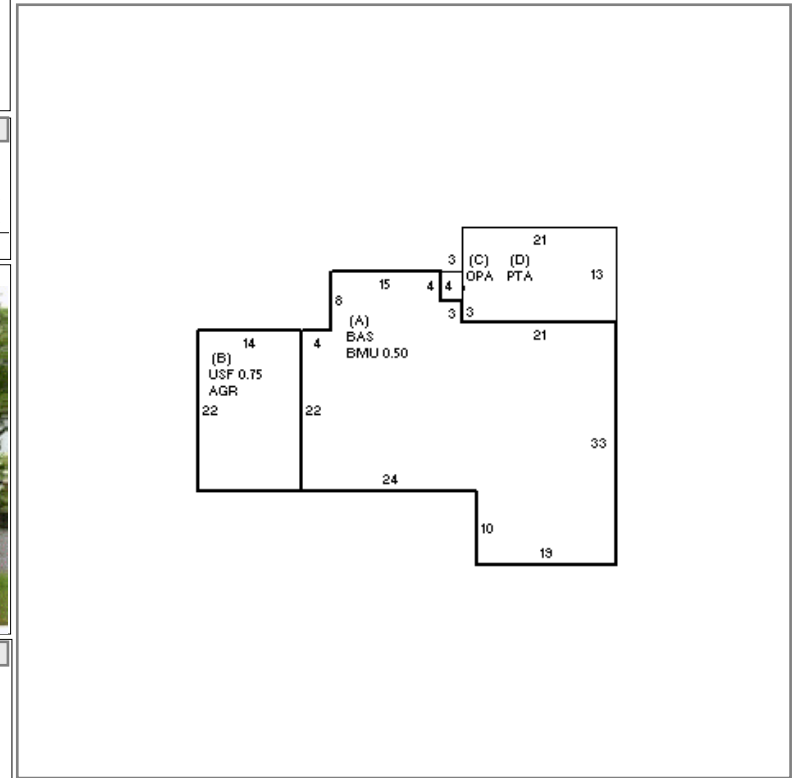 21
3 (C) (D)
OPA PTA 13
15 4 4
8
3 3
(A)
BAS
BMU 0.50
14 4 21
(B)
USF 0.75
AGR
22 22
33
24
10
19